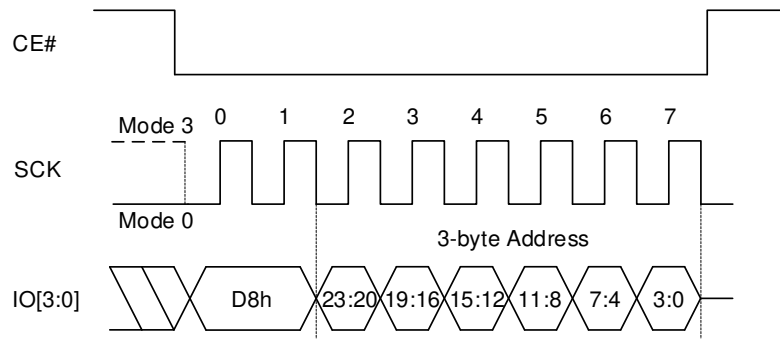 CE#
0 1 2 3 4 5 6 7
Mode 3
SCK
Mode 0
3-byte Address
IO[3:0] D8h 23:20 19:16 15:12 11:8 7:4 3:0